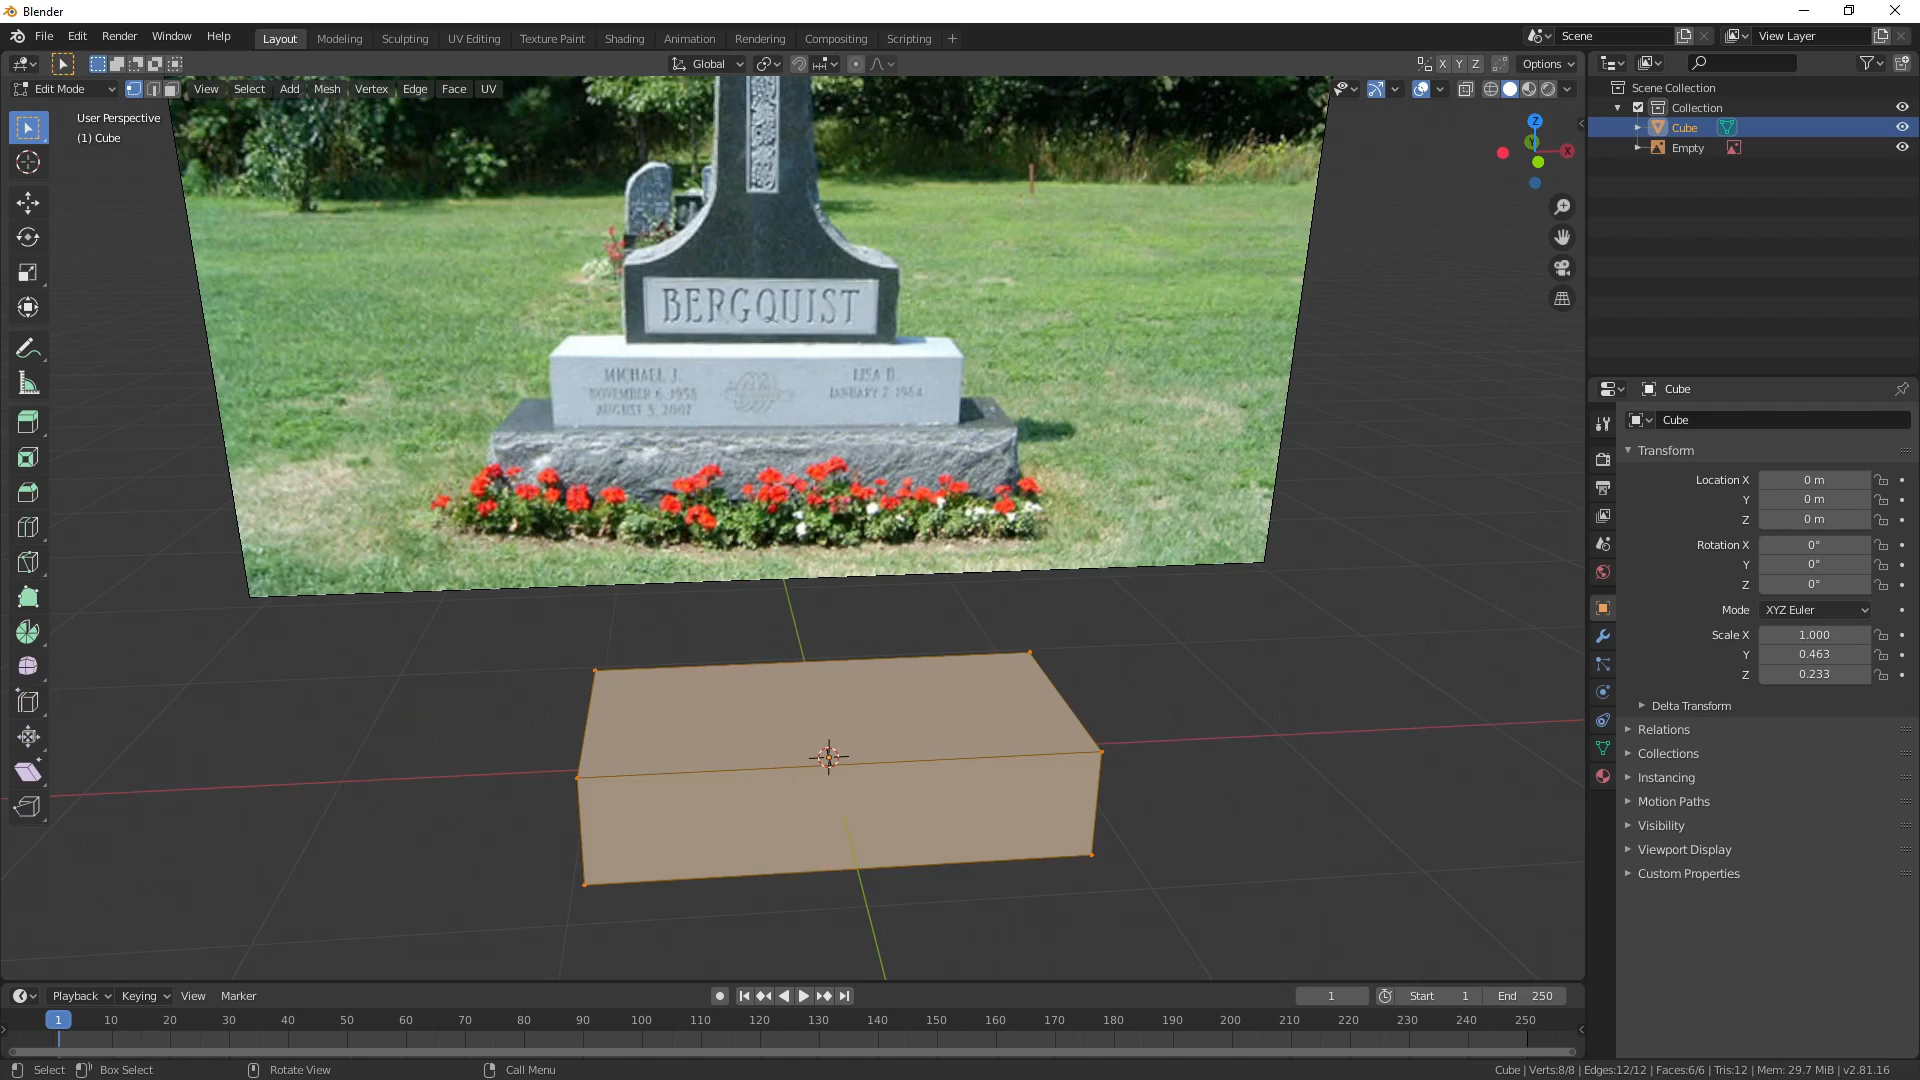 Blender
File Edit Render Window Help
Layout Modeling Sculpting UV Editing Texture Paint Shading Animation Rendering Compositing Scripting +
Scene
View Layer
Global
X Y Z
Options
Edit Mode
View Select Add Mesh Vertex Edge Face UV
User Perspective
(1) Cube
Z
Y
X
BERGQUIST
MICHAEL J.
NOVEMBER 6, 1958
AUGUST 3, 2007
LISA D.
JANUARY 7, 1964
Scene Collection
Collection
Cube
Empty
Cube
Cube
Transform
Location X 0 m
Y 0 m
Z 0 m
Rotation X 0°
Y 0°
Z 0°
Mode XYZ Euler
Scale X 1.000
Y 0.463
Z 0.233
Delta Transform
Relations
Collections
Instancing
Motion Paths
Visibility
Viewport Display
Custom Properties
Playback Keying View Marker
1
Start 1
End 250
1 10 20 30 40 50 60 70 80 90 100 110 120 130 140 150 160 170 180 190 200 210 220 230 240 250
Select Box Select Rotate View Call Menu
Cube | Verts:8/8 | Edges:12/12 | Faces:6/6 | Tris:12 | Mem: 29.7 MiB | v2.81.16